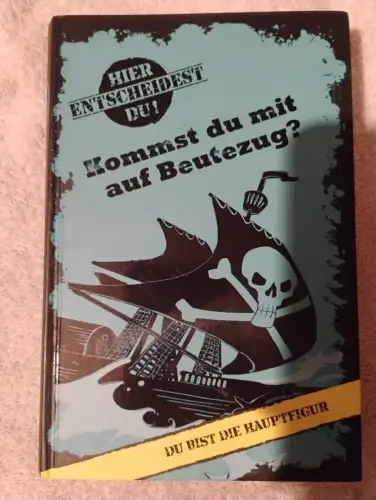 HIER
ENTSCHEIDEST
DU!
Kommst du mit
auf Beutezug?
DU BIST DIE HAUPTFIGUR